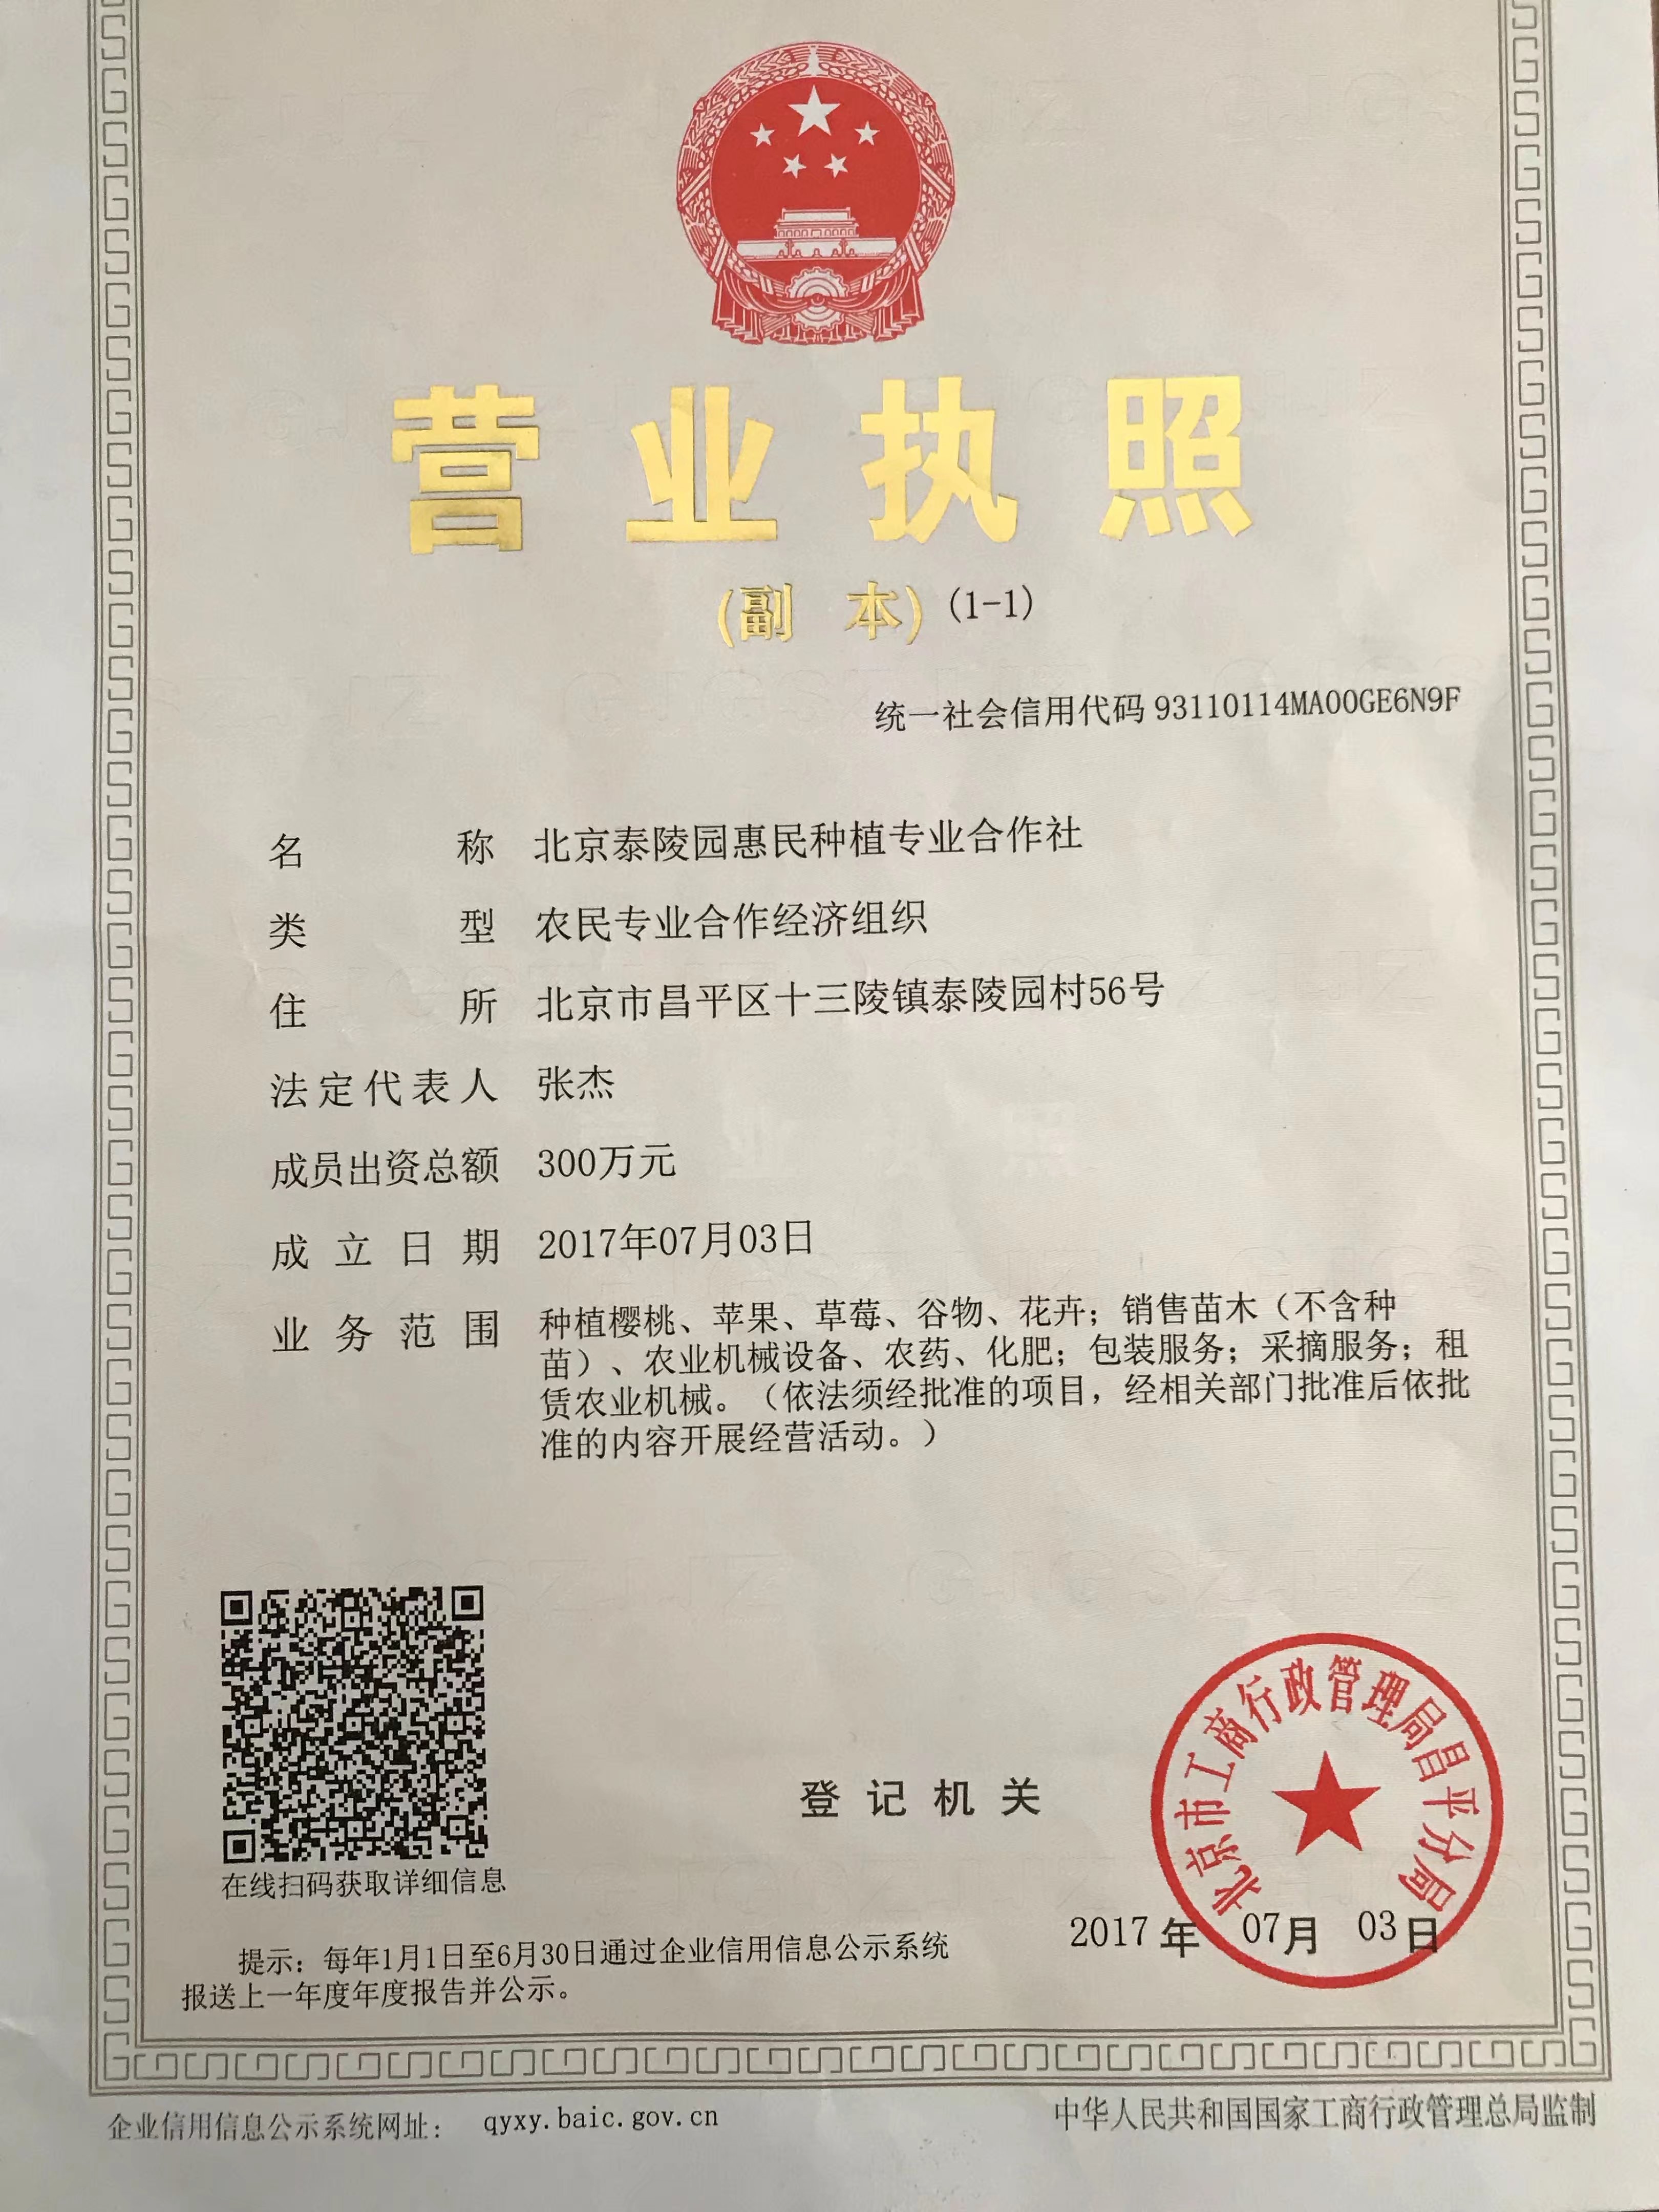 营业执照
(副 本) (1-1)
统一社会信用代码 93110114MA00GE6N9F
名 称 北京泰陵园惠民种植专业合作社
类 型 农民专业合作经济组织
住 所 北京市昌平区十三陵镇泰陵园村56号
法定代表人 张杰
成员出资总额 300万元
成立日期 2017年07月03日
业务范围 种植樱桃、苹果、草莓、谷物、花卉；销售苗木（不含种
苗）、农业机械设备、农药、化肥；包装服务；采摘服务；租
赁农业机械。（依法须经批准的项目，经相关部门批准后依批
准的内容开展经营活动。）
在线扫码获取详细信息
登记机关
北京市工商行政管理局昌平分局
2017年 07月 03日
提示：每年1月1日至6月30日通过企业信用信息公示系统
报送上一年度年度报告并公示。
企业信用信息公示系统网址： qyxy.baic.gov.cn
中华人民共和国国家工商行政管理总局监制